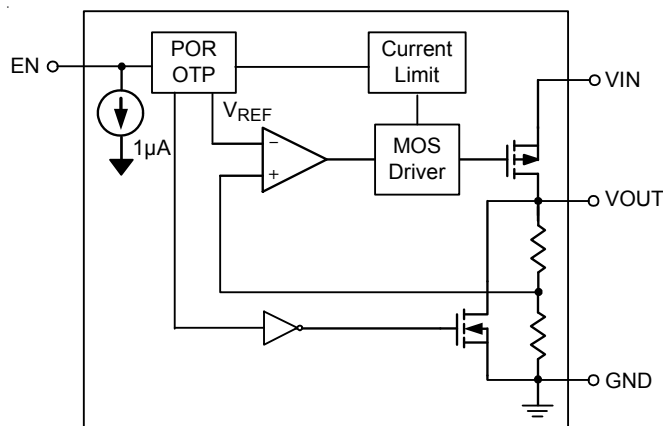 EN
POR
OTP
Current
Limit
VIN
1µA
VREF
−
+
MOS
Driver
VOUT
GND